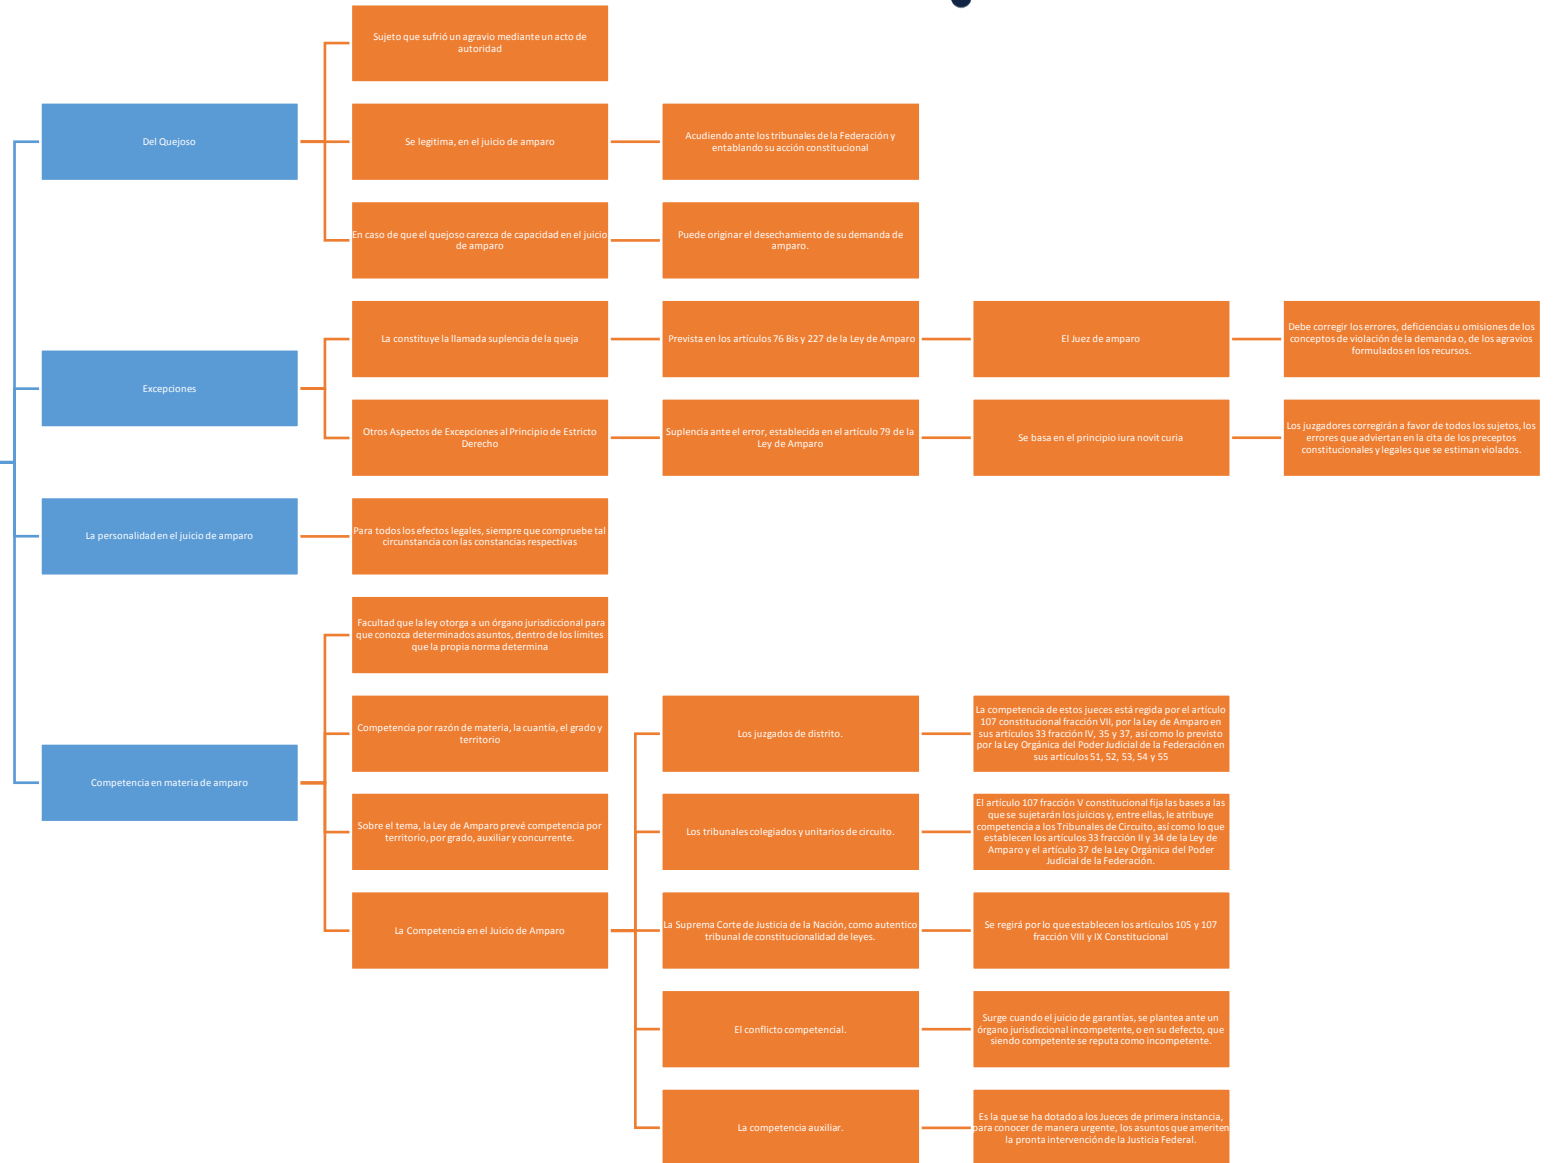 Sujeto que sufrió un agravio mediante un acto de
autoridad
Del Quejoso
Se legitima, en el juicio de amparo
Acudiendo ante los tribunales de la Federación y
entablando su acción constitucional
En caso de que el quejoso carezca de capacidad en el juicio
de amparo
Puede originar el desechamiento de su demanda de
amparo.
Excepciones
La constituye la llamada suplencia de la queja
Prevista en los artículos 76 Bis y 227 de la Ley de Amparo
El Juez de amparo
Debe corregir los errores, deficiencias u omisiones de los
conceptos de violación de la demanda o, de los agravios
formulados en los recursos.
Otros Aspectos de Excepciones al Principio de Estricto
Derecho
Suplencia ante el error, establecida en el artículo 79 de la
Ley de Amparo
Se basa en el principio iura novit curia
Los juzgadores corregirán a favor de todos los sujetos, los
errores que adviertan en la cita de los preceptos
constitucionales y legales que se estiman violados.
La personalidad en el juicio de amparo
Para todos los efectos legales, siempre que compruebe tal
circunstancia con las constancias respectivas
Competencia en materia de amparo
Facultad que la ley otorga a un órgano jurisdiccional para
que conozca determinados asuntos, dentro de los límites
que la propia norma determina
Competencia por razón de materia, la cuantía, el grado y
territorio
Sobre el tema, la Ley de Amparo prevé competencia por
territorio, por grado, auxiliar y concurrente.
La Competencia en el Juicio de Amparo
Los juzgados de distrito.
La competencia de estos jueces está regida por el artículo
107 constitucional fracción VII, por la Ley de Amparo en
sus artículos 33 fracción IV, 35 y 37, así como lo previsto
por la Ley Orgánica del Poder Judicial de la Federación en
sus artículos 51, 52, 53, 54 y 55
Los tribunales colegiados y unitarios de circuito.
El artículo 107 fracción V constitucional fija las bases a las
que se sujetarán los juicios y, entre ellas, le atribuye
competencia a los Tribunales de Circuito, así como lo que
establecen los artículos 33 fracción II y 34 de la Ley de
Amparo y el artículo 37 de la Ley Orgánica del Poder
Judicial de la Federación.
La Suprema Corte de Justicia de la Nación, como autentico
tribunal de constitucionalidad de leyes.
Se regirá por lo que establecen los artículos 105 y 107
fracción VIII y IX Constitucional
El conflicto competencial.
Surge cuando el juicio de garantías, se plantea ante un
órgano jurisdiccional incompetente, o en su defecto, que
siendo competente se reputa como incompetente.
La competencia auxiliar.
Es la que se ha dotado a los Jueces de primera instancia,
para conocer de manera urgente, los asuntos que ameriten
la pronta intervención de la Justicia Federal.